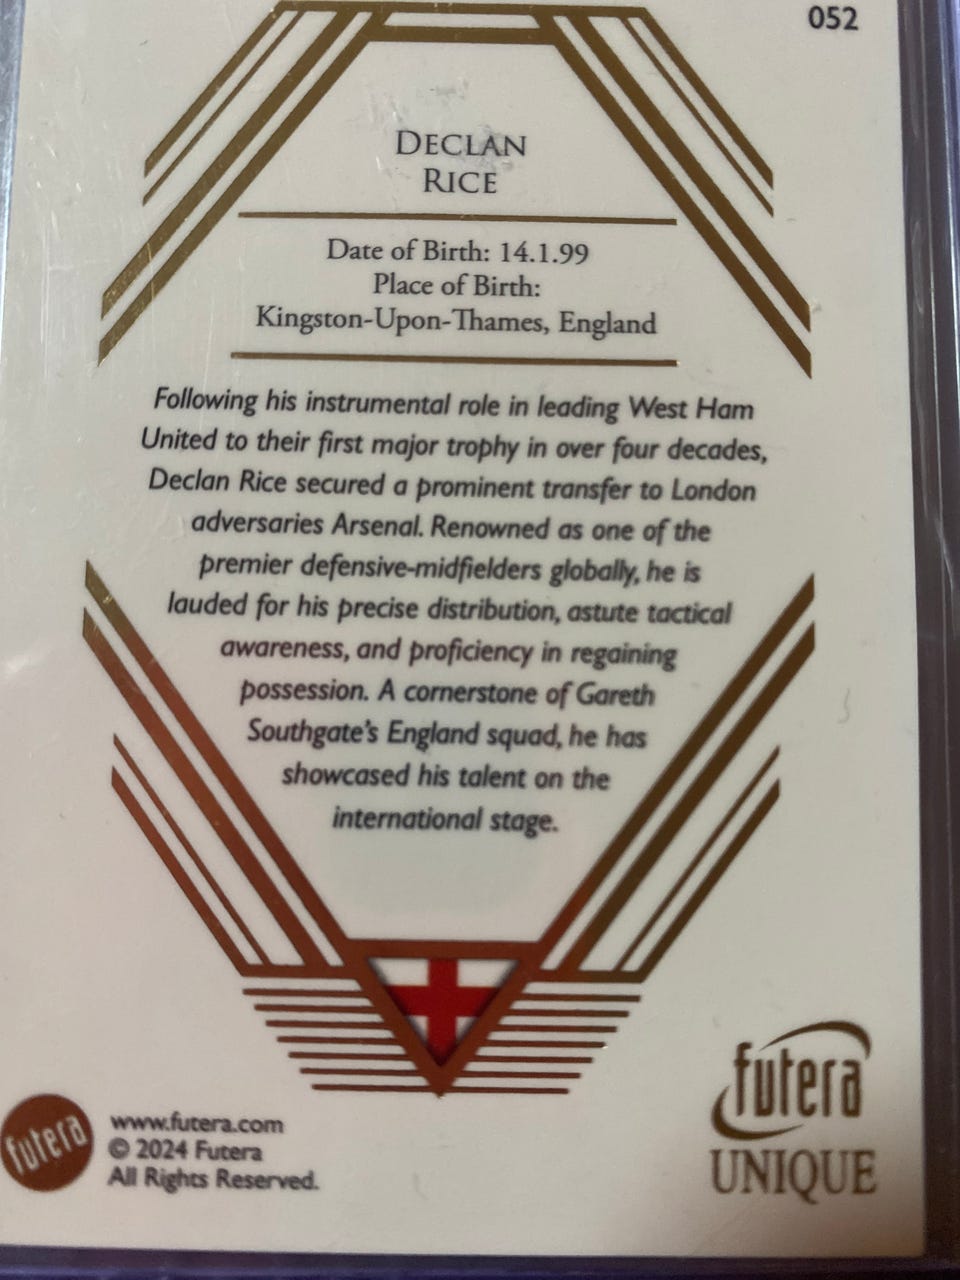 052
DECLAN
RICE
Date of Birth: 14.1.99
Place of Birth:
Kingston-Upon-Thames, England
Following his instrumental role in leading West Ham
United to their first major trophy in over four decades,
Declan Rice secured a prominent transfer to London
adversaries Arsenal. Renowned as one of the
premier defensive-midfielders globally, he is
lauded for his precise distribution, astute tactical
awareness, and proficiency in regaining
possession. A cornerstone of Gareth
Southgate's England squad, he has
showcased his talent on the
international stage.
futera
www.futera.com
© 2024 Futera
All Rights Reserved.
futera
UNIQUE